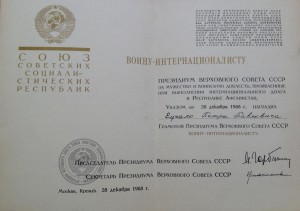 СОЮЗ
СОВЕТСКИХ
СОЦИАЛИ-
СТИЧЕСКИХ
РЕСПУБЛИК
ВОИНУ-ИНТЕРНАЦИОНАЛИСТУ
ПРЕЗИДИУМ ВЕРХОВНОГО СОВЕТА СССР
ЗА МУЖЕСТВО И ВОИНСКУЮ ДОБЛЕСТЬ, ПРОЯВЛЕННЫЕ
ПРИ ВЫПОЛНЕНИИ ИНТЕРНАЦИОНАЛЬНОГО ДОЛГА
В РЕСПУБЛИКЕ АФГАНИСТАН,
Указом от 28 декабря 1988 г. НАГРАДИЛ
Петра
ГРАМОТОЙ ПРЕЗИДИУМА ВЕРХОВНОГО СОВЕТА СССР
ВОИНУ-ИНТЕРНАЦИОНАЛИСТУ
ПРЕДСЕДАТЕЛЬ ПРЕЗИДИУМА ВЕРХОВНОГО СОВЕТА СССР
СЕКРЕТАРЬ ПРЕЗИДИУМА ВЕРХОВНОГО СОВЕТА СССР
Москва, Кремль 28 декабря 1988 г.